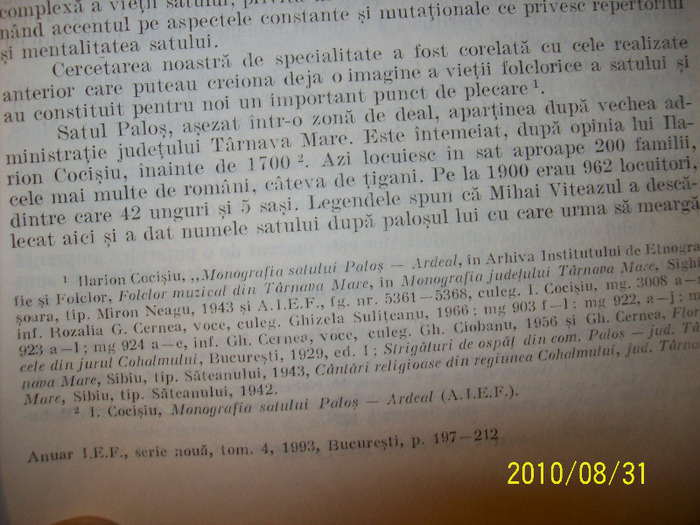 complexă a vieții satului, privită
nând accentul pe aspectele constante și mutaționale ce privesc repertoriul
și mentalitatea satului.
Cercetarea noastră de specialitate a fost corelată cu cele realizate
anterior care puteau creiona deja o imagine a vieții folclorice a satului și
au constituit pentru noi un important punct de plecare ¹.
Satul Paloș, așezat într-o zonă de deal, aparținea după vechea ad-
ministrație județului Târnava Mare. Este întemeiat, după opinia lui Ila-
rion Cocișiu, înainte de 1700 ². Azi locuiesc în sat aproape 200 familii,
cele mai multe de români, câteva de țigani. Pe la 1900 erau 962 locuitori,
dintre care 42 unguri și 5 sași. Legendele spun că Mihai Viteazul a descă-
lecat aici și a dat numele satului după paloșul lui cu care urma să meargă
¹ Ilarion Cocișiu, ,,Monografia satului Paloș — Ardeal, în Arhiva Institutului de Etnogra
fie și Folclor, Folclor muzical din Târnava Mare, în Monografia județului Târnava Mare, Sighi
șoara, tip. Miron Neagu, 1943 și A.I.E.F., fg. nr. 5361—5368, culeg. I. Cocișiu, mg. 3008 a—
inf. Rozalia G. Cernea, voce, culeg. Ghizela Sulițeanu, 1966 ; mg 903 f—l ; mg 922, a—j ; m
923 a—l ; mg 924 a—e, inf. Gh. Cernea, voce, culeg. Gh. Ciobanu, 1956 și Gh. Cernea, Flori
cele din jurul Cohalmului, București, 1929, ed. I ; Strigături de ospăț din com. Paloș — jud. Tâ
nava Mare, Sibiu, tip. Săteanului, 1943, Cântări religioase din regiunea Cohalmului, jud. Târna
Mare, Sibiu, tip. Săteanului, 1942.
² I. Cocișiu, Monografia satului Paloș — Ardeal (A.I.E.F.).
Anuar I.E.F., serie nouă, tom. 4, 1993, București, p. 197—212
2010/08/31